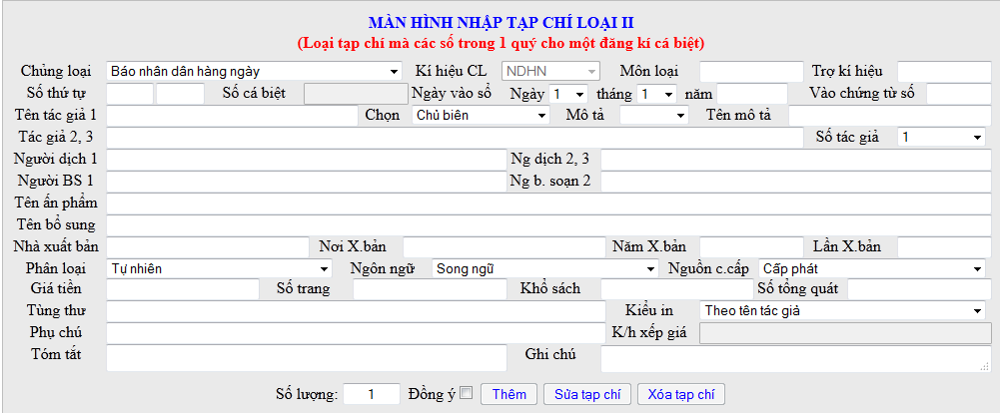 MÀN HÌNH NHẬP TẠP CHÍ LOẠI II
(Loại tạp chí mà các số trong 1 quý cho một đăng kí cá biệt)
Chủng loại Báo nhân dân hàng ngày Kí hiệu CL NDHN Môn loại Trợ kí hiệu
Số thứ tự Số cá biệt Ngày vào sổ Ngày 1 tháng 1 năm Vào chứng từ số
Tên tác giả 1 Chọn Chủ biên Mô tả Tên mô tả
Tác giả 2, 3 Số tác giả 1
Người dịch 1 Ng dịch 2, 3
Người BS 1 Ng b. soạn 2
Tên ấn phẩm
Tên bổ sung
Nhà xuất bản Nơi X.bản Năm X.bản Lần X.bản
Phân loại Tự nhiên Ngôn ngữ Song ngữ Nguồn c.cấp Cấp phát
Giá tiền Số trang Khổ sách Số tổng quát
Tùng thư Kiểu in Theo tên tác giả
Phụ chú K/h xếp giá
Tóm tắt Ghi chú
Số lượng: 1 Đồng ý Thêm Sửa tạp chí Xóa tạp chí